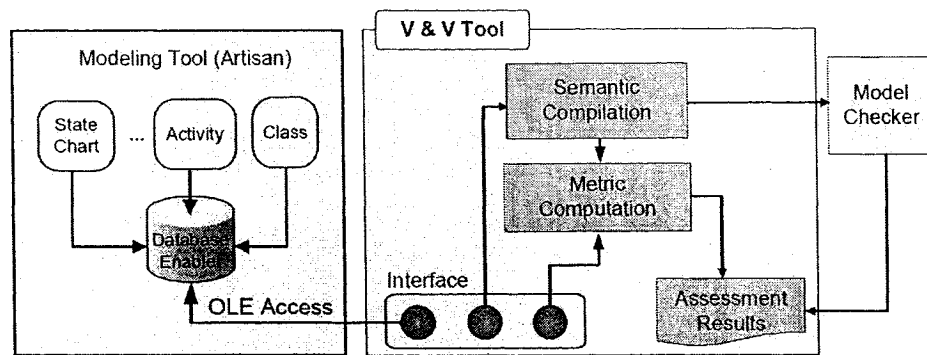 V & V Tool
Modeling Tool (Artisan)
State
Chart
...
Activity
Class
Database
Enabler
OLE Access
Interface
Semantic
Compilation
Metric
Computation
Model
Checker
Assessment
Results